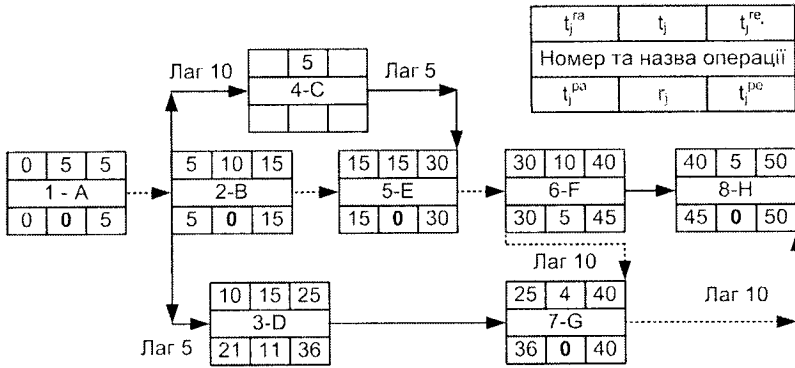 t_j^ra t_j t_j^re.
Номер та назва операції
t_j^pa r_j t_j^pe
Лаг 10
5
4-C
Лаг 5
0 5 5
1 - A
0 0 5
5 10 15
2-B
5 0 15
15 15 30
5-E
15 0 30
30 10 40
6-F
30 5 45
40 5 50
8-H
45 0 50
Лаг 10
10 15 25
3-D
21 11 36
Лаг 5
25 4 40
7-G
36 0 40
Лаг 10